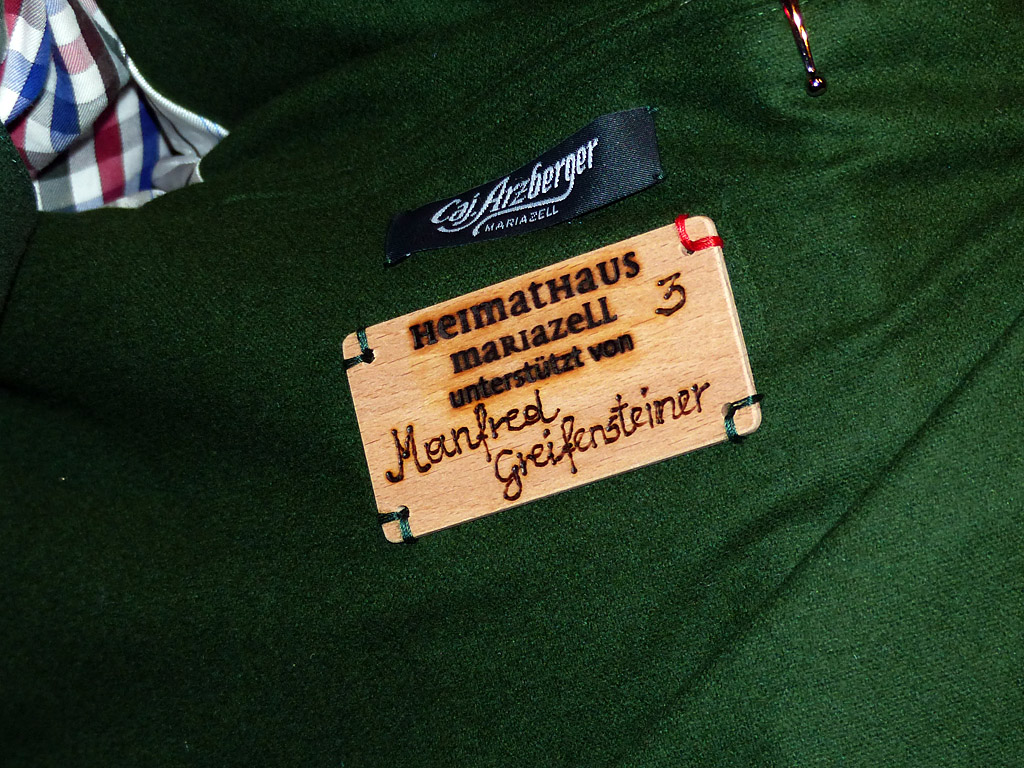 Caj. Arzberger
MARIAZELL
HeimatHaus
mariazell 3
unterstützt von
Manfred
Greifensteiner